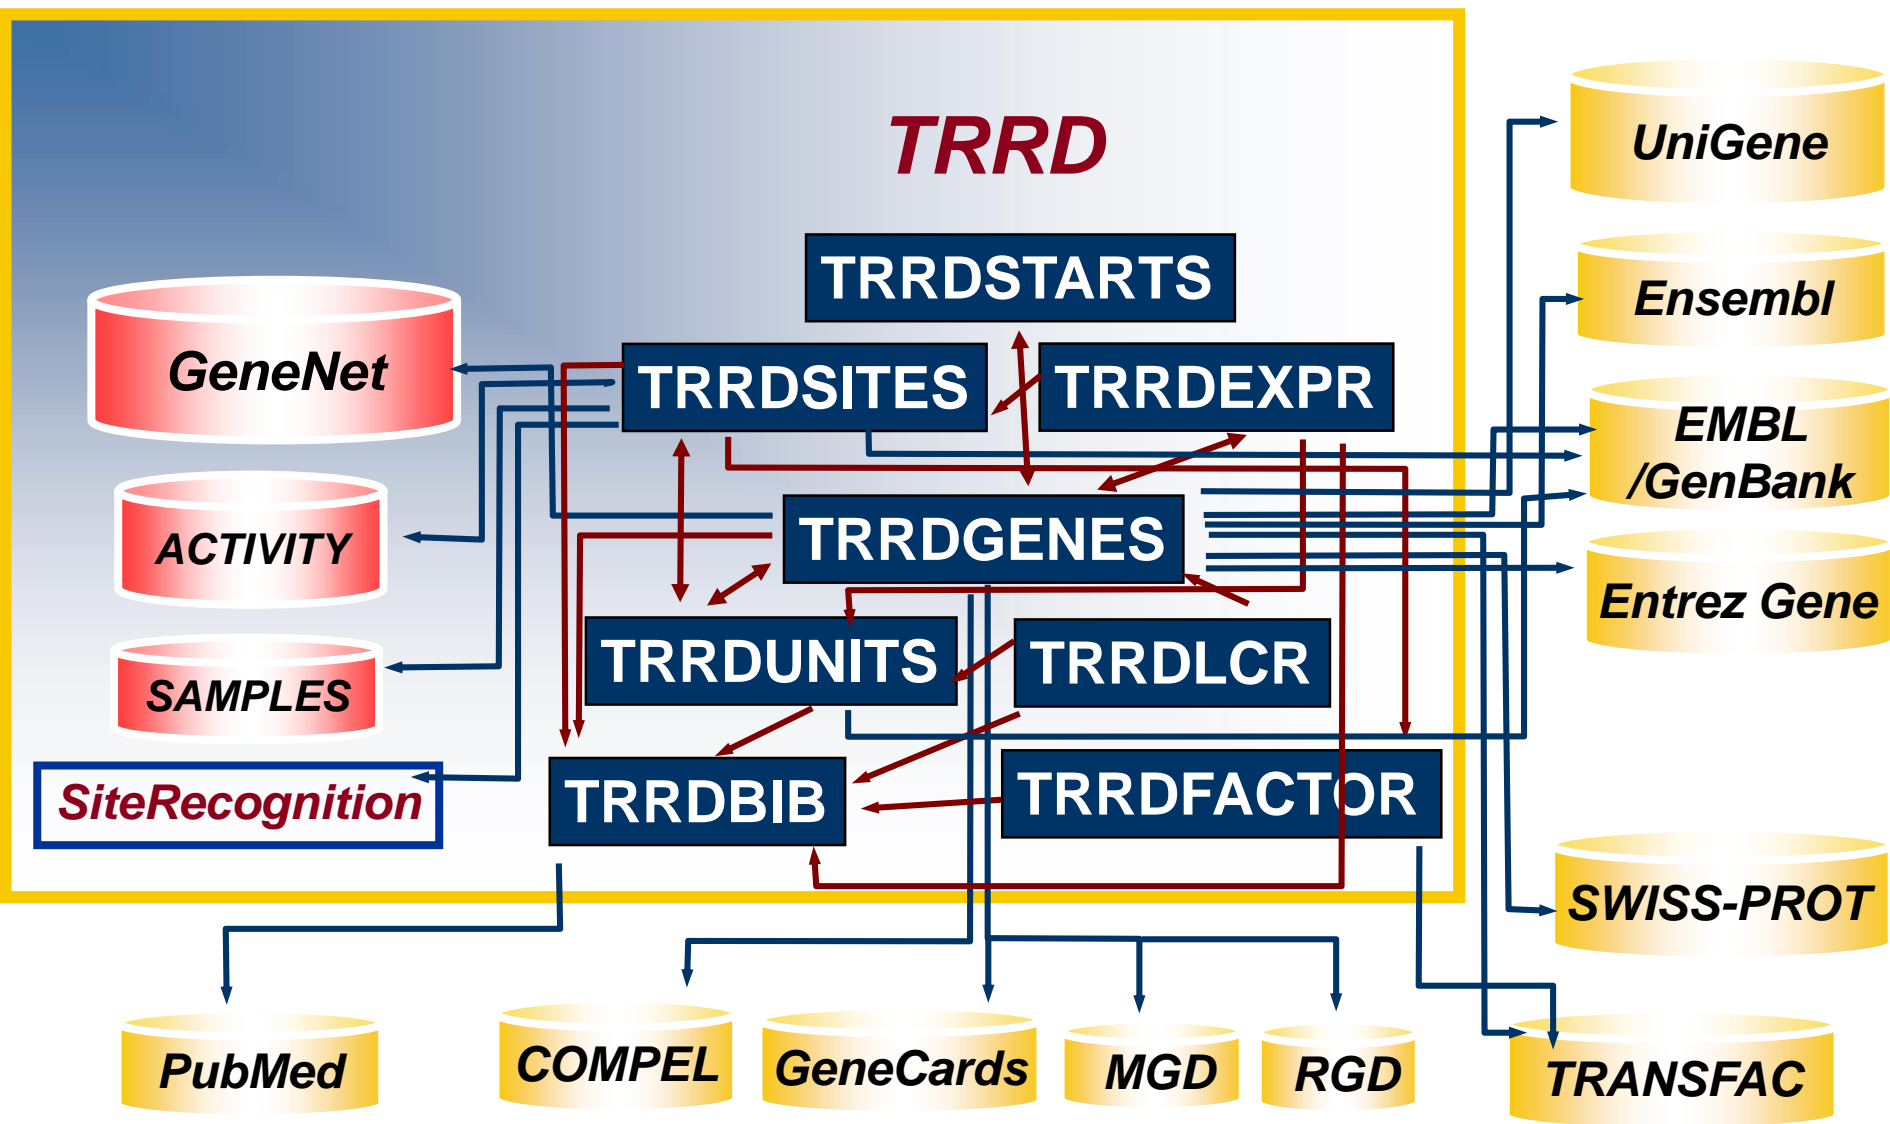 TRRD
UniGene
TRRDSTARTS
Ensembl
GeneNet
TRRDSITES
TRRDEXPR
EMBL
/GenBank
ACTIVITY
TRRDGENES
Entrez Gene
SAMPLES
TRRDUNITS
TRRDLCR
SiteRecognition
TRRDBIB
TRRDFACTOR
SWISS-PROT
PubMed
COMPEL
GeneCards
MGD
RGD
TRANSFAC